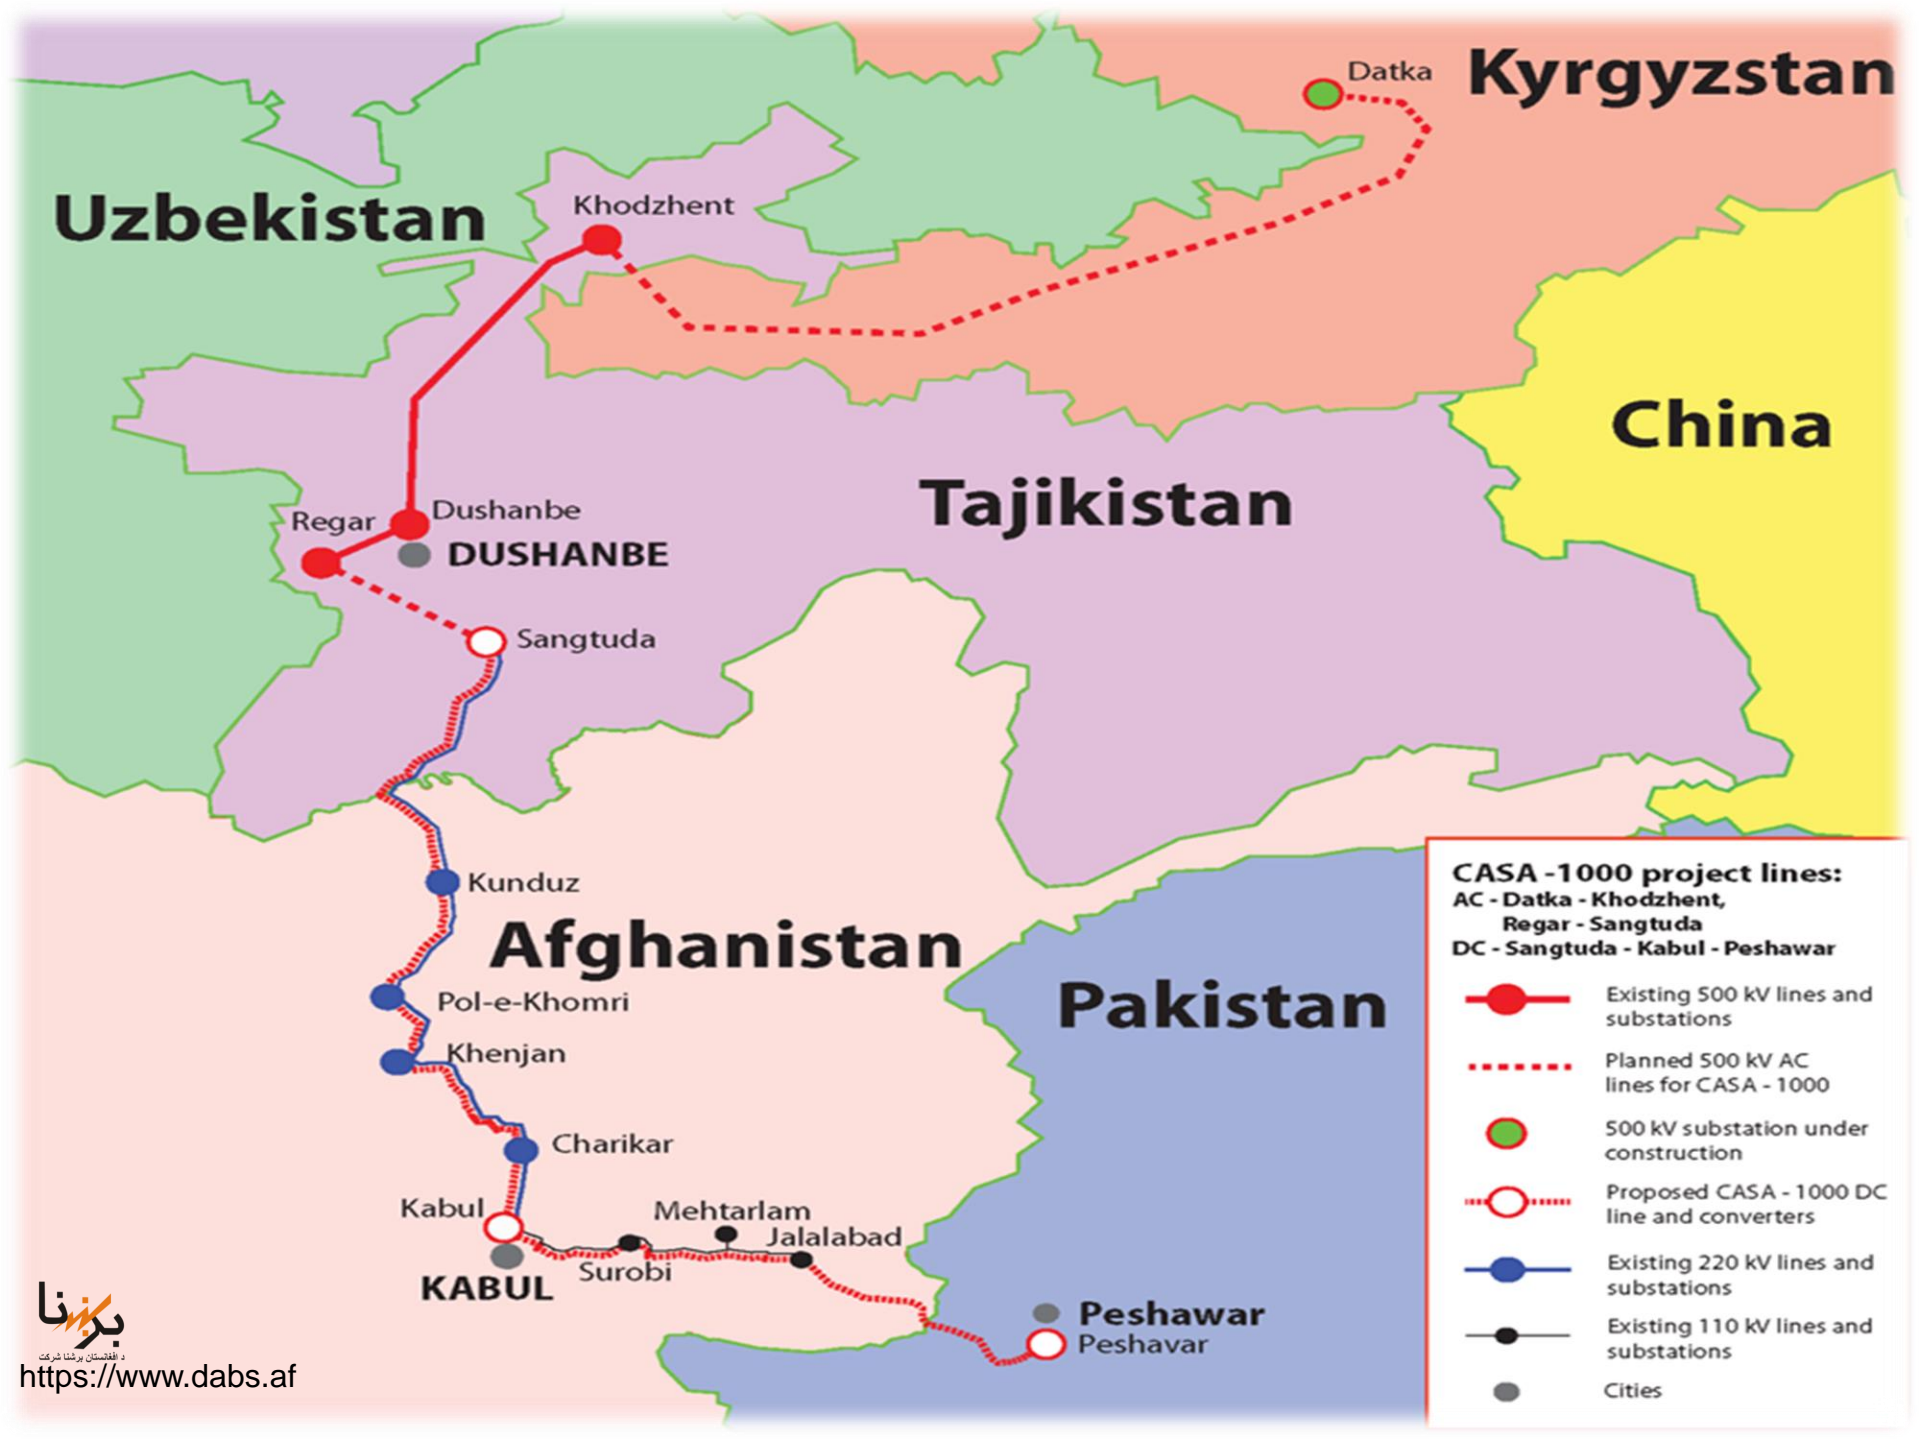 Datka
Kyrgyzstan
Uzbekistan
Khodzhent
China
Tajikistan
Regar
Dushanbe
DUSHANBE
Sangtuda
Kunduz
Afghanistan
Pol-e-Khomri
Pakistan
Khenjan
Charikar
Kabul
Mehtarlam
Jalalabad
Surobi
KABUL
Peshawar
Peshavar
CASA -1000 project lines:
AC - Datka - Khodzhent,
Regar - Sangtuda
DC - Sangtuda - Kabul - Peshawar
Existing 500 kV lines and
substations
Planned 500 kV AC
lines for CASA - 1000
500 kV substation under
construction
Proposed CASA - 1000 DC
line and converters
Existing 220 kV lines and
substations
Existing 110 kV lines and
substations
Cities
برښنا
د افغانستان برشنا شرکت
https://www.dabs.af